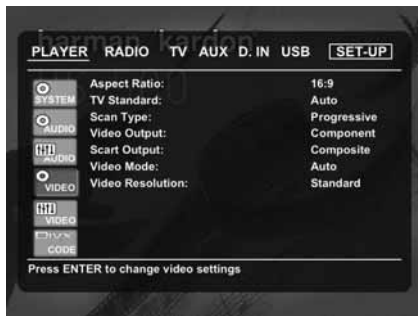 harman kardon
PLAYER RADIO TV AUX D. IN USB SET-UP
SYSTEM
AUDIO
AUDIO
VIDEO
VIDEO
DivX
CODE
Aspect Ratio: 16:9
TV Standard: Auto
Scan Type: Progressive
Video Output: Component
Scart Output: Composite
Video Mode: Auto
Video Resolution: Standard
Press ENTER to change video settings